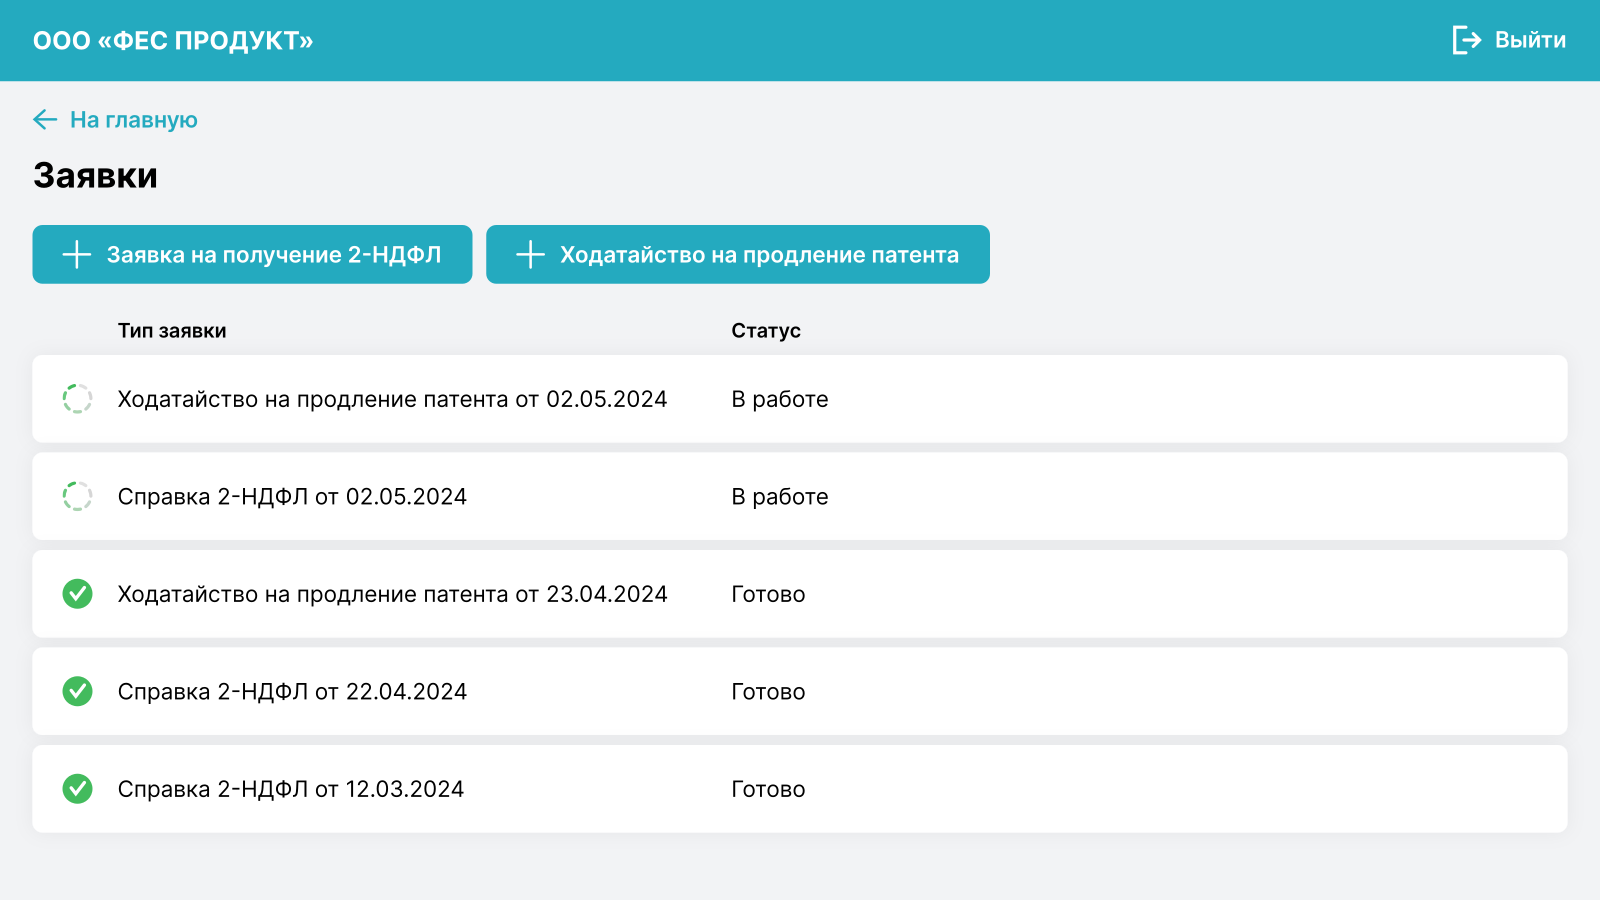 ООО «ФЕС ПРОДУКТ»
Выйти
На главную
Заявки
Заявка на получение 2-НДФЛ
Ходатайство на продление патента
Тип заявки
Статус
Ходатайство на продление патента от 02.05.2024
В работе
Справка 2-НДФЛ от 02.05.2024
В работе
Ходатайство на продление патента от 23.04.2024
Готово
Справка 2-НДФЛ от 22.04.2024
Готово
Справка 2-НДФЛ от 12.03.2024
Готово